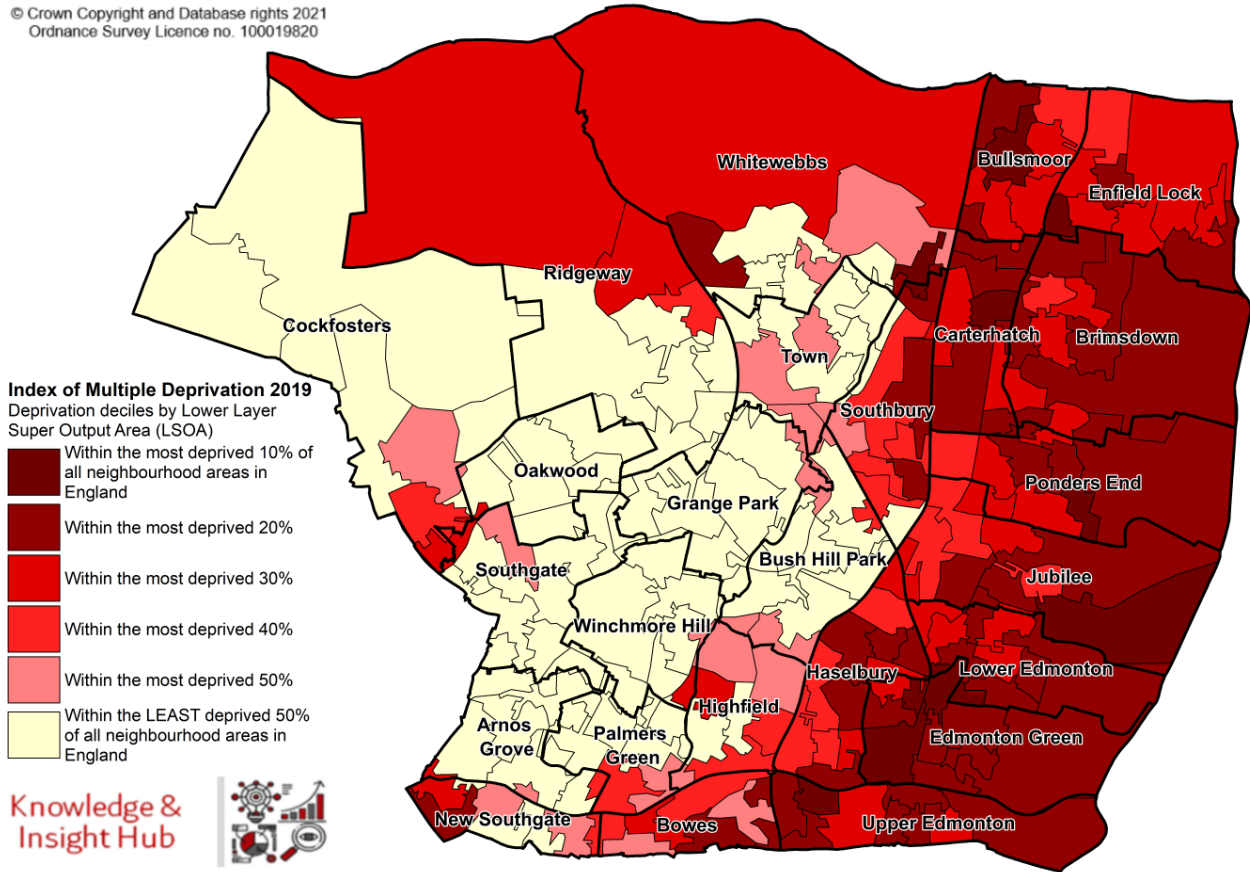 © Crown Copyright and Database rights 2021
Ordnance Survey Licence no. 100019820
Whitewebbs
Bullsmoor
Enfield Lock
Ridgeway
Cockfosters
Town
Carterhatch
Brimsdown
Southbury
Oakwood
Grange Park
Ponders End
Bush Hill Park
Southgate
Jubilee
Winchmore Hill
Haselbury
Lower Edmonton
Highfield
Arnos
Grove
Palmers
Green
Edmonton Green
New Southgate
Bowes
Upper Edmonton
Index of Multiple Deprivation 2019
Deprivation deciles by Lower Layer
Super Output Area (LSOA)
Within the most deprived 10% of
all neighbourhood areas in
England
Within the most deprived 20%
Within the most deprived 30%
Within the most deprived 40%
Within the most deprived 50%
Within the LEAST deprived 50%
of all neighbourhood areas in
England
Knowledge &
Insight Hub